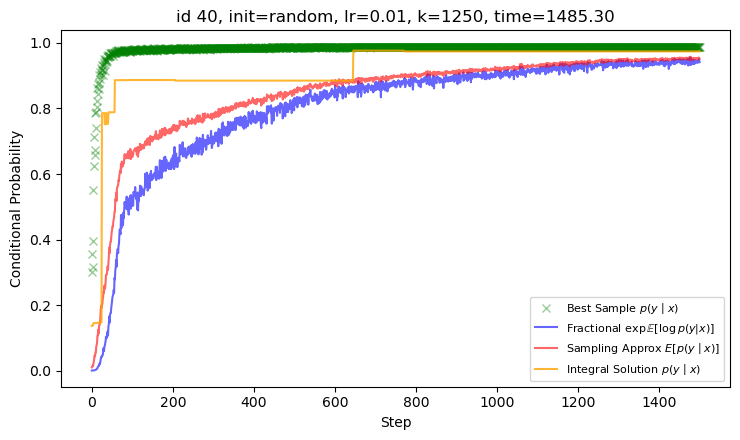 id 40, init=random, lr=0.01, k=1250, time=1485.30
Conditional Probability
1.0
0.8
0.6
0.4
0.2
0.0
Best Sample p(y | x)
Fractional exp𝔼[log p(y|x)]
Sampling Approx E[p(y | x)]
Integral Solution p(y | x)
0 200 400 600 800 1000 1200 1400
Step